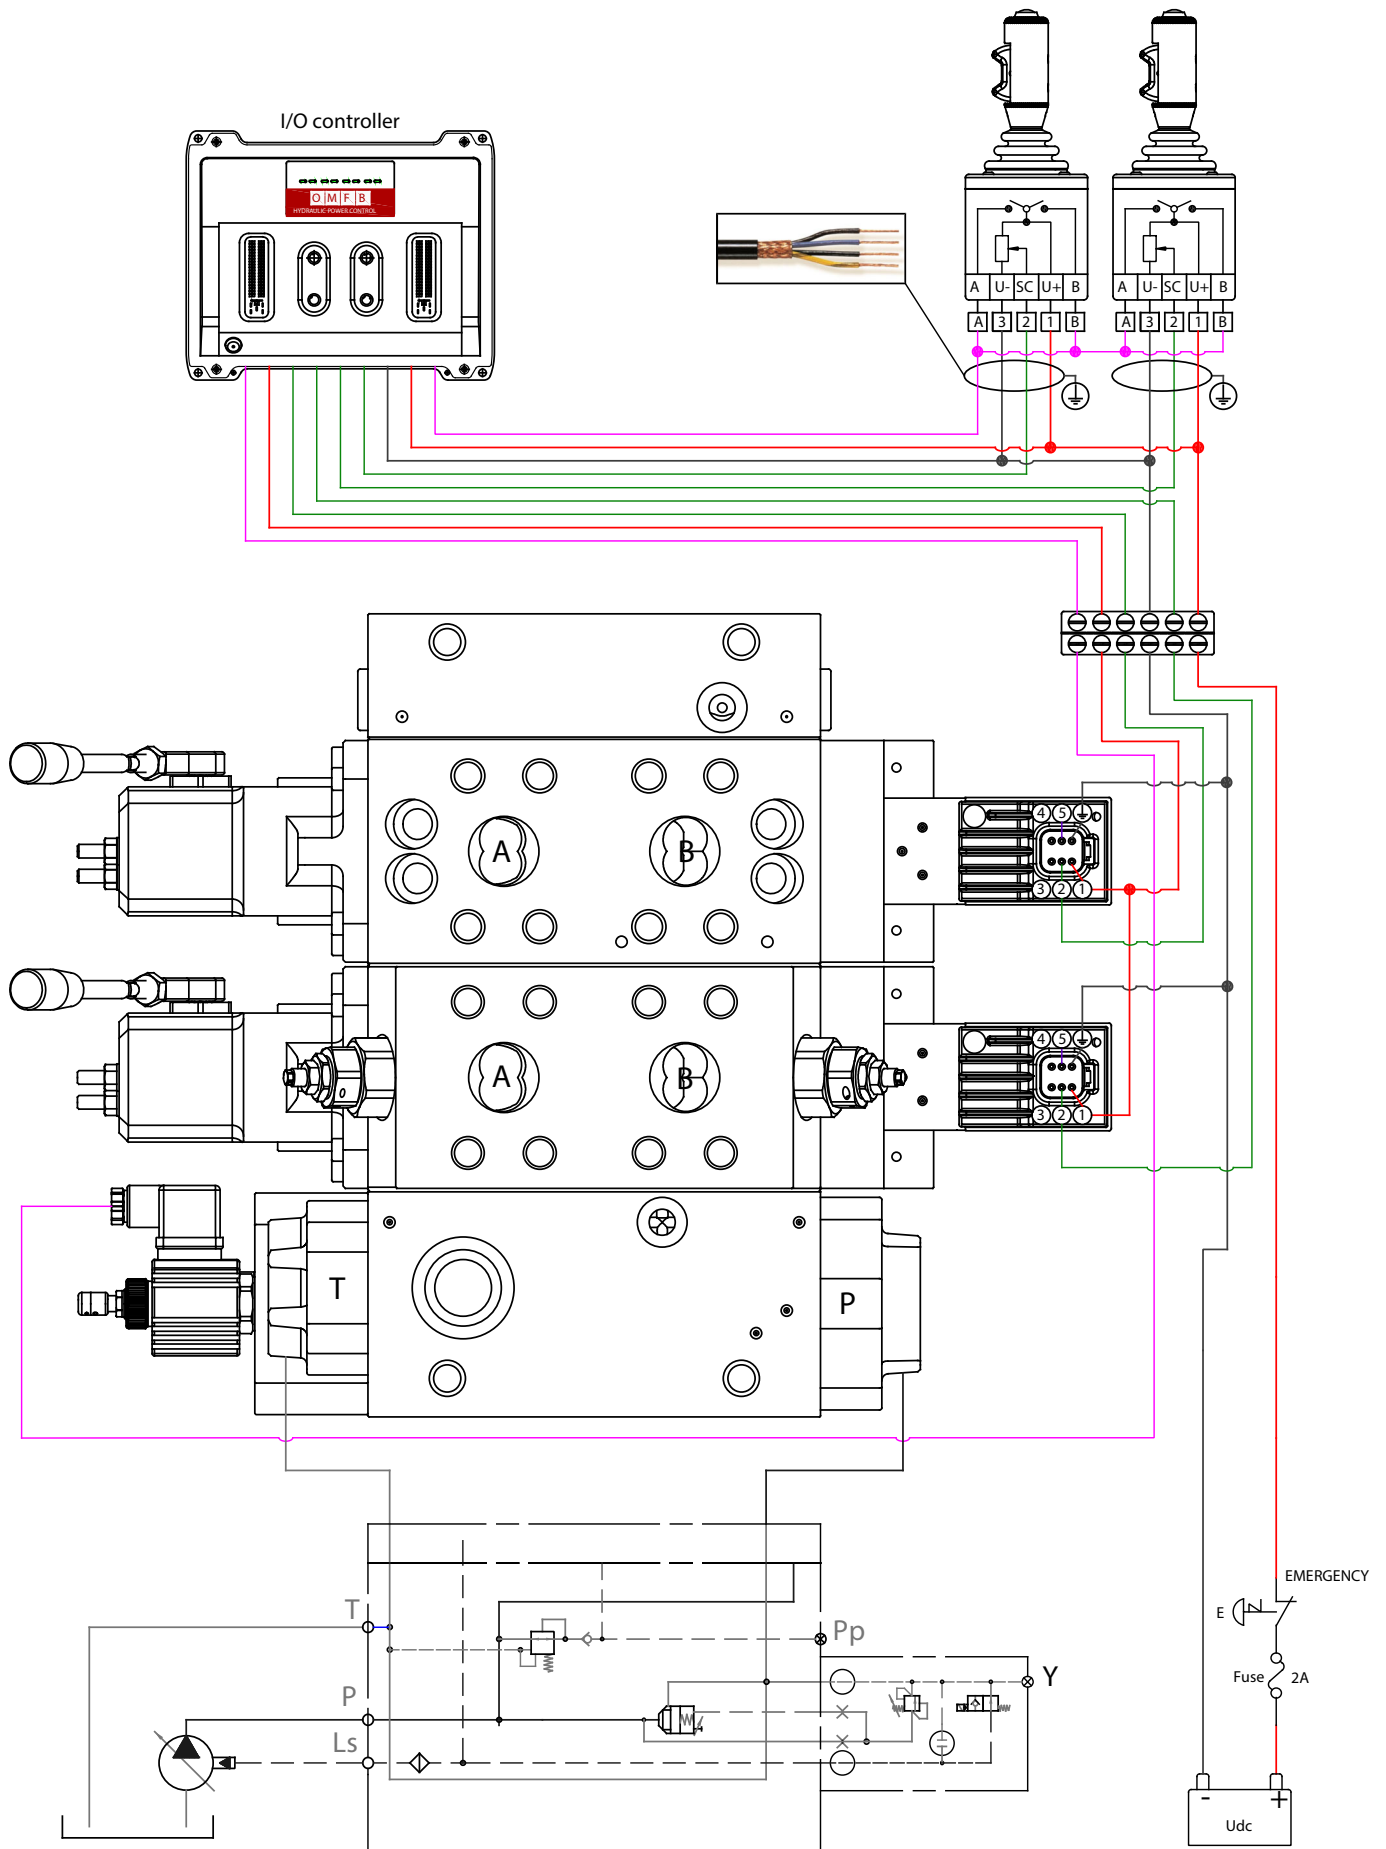 I/O controller
O M F B
HYDRAULIC POWER CONTROL
A U- SC U+ B
A U- SC U+ B
A 3 2 1 B
A 3 2 1 B
A B
4 5
3 2 1
A B
4 5
3 2 1
T
P
EMERGENCY
E
T
Pp
Fuse 2A
Y
P
Ls
- +
Udc